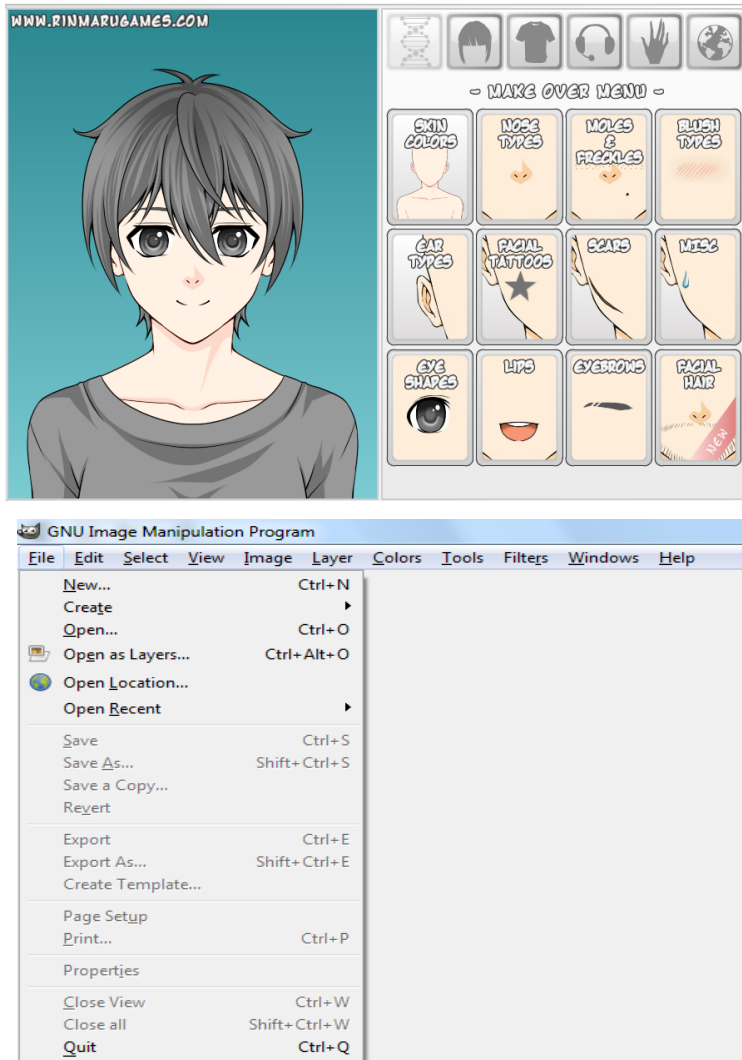 WWW.RINMARUGAMES.COM
- MAKE OVER MENU -
SKIN COLORS
NOSE TYPES
MOLES & FRECKLES
BLUSH TYPES
EAR TYPES
FACIAL TATTOOS
SCARS
MISC
EYE SHAPES
LIPS
EYEBROWS
FACIAL HAIR
NEW
GNU Image Manipulation Program
File Edit Select View Image Layer Colors Tools Filters Windows Help
New... Ctrl+N
Create
Open... Ctrl+O
Open as Layers... Ctrl+Alt+O
Open Location...
Open Recent
Save Ctrl+S
Save As... Shift+Ctrl+S
Save a Copy...
Revert
Export Ctrl+E
Export As... Shift+Ctrl+E
Create Template...
Page Setup
Print... Ctrl+P
Properties
Close View Ctrl+W
Close all Shift+Ctrl+W
Quit Ctrl+Q